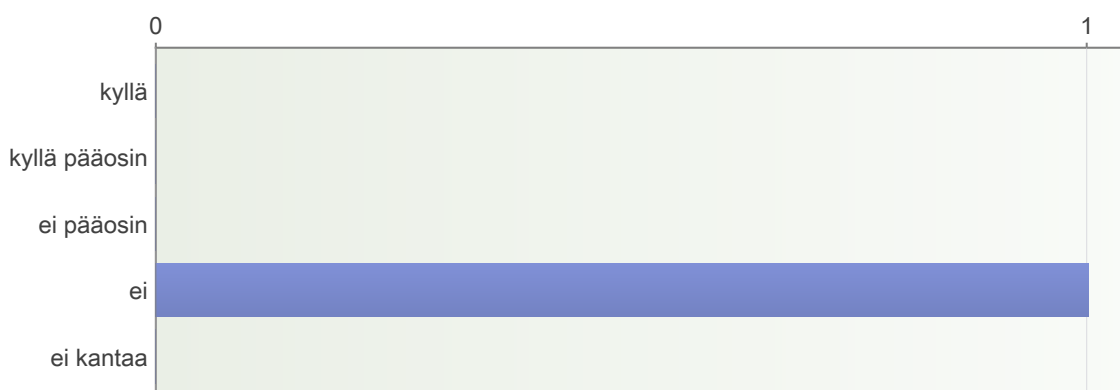 0 1
kyllä
kyllä pääosin
ei pääosin
ei
ei kantaa